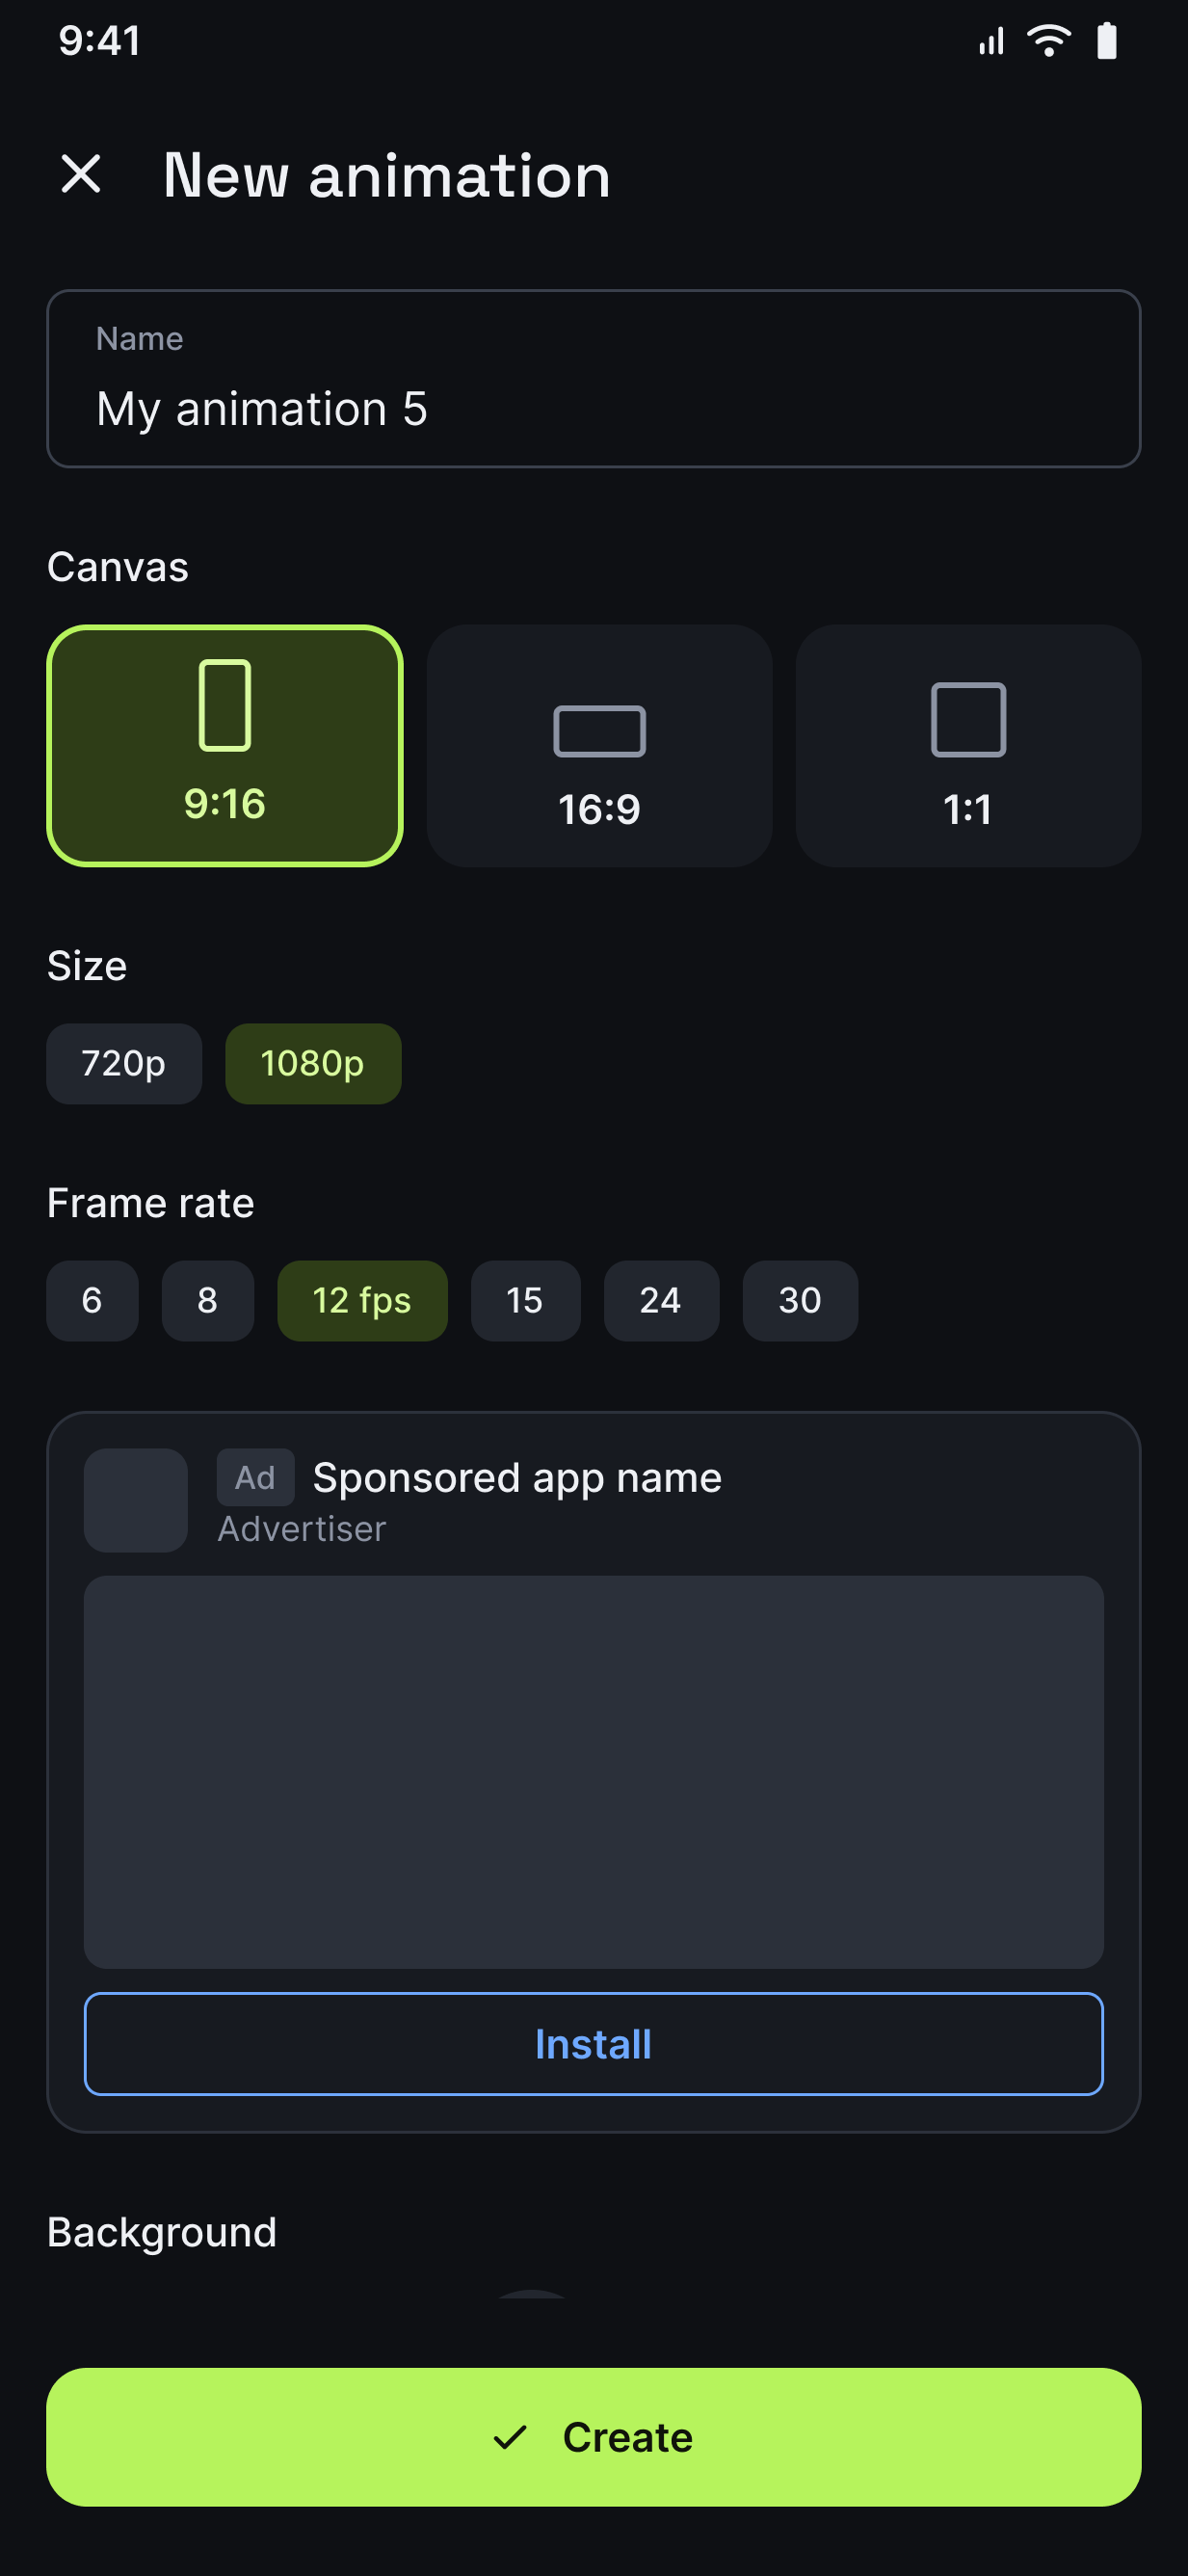 9:41
New animation
Name
My animation 5
Canvas
9:16
16:9
1:1
Size
720p
1080p
Frame rate
6
8
12 fps
15
24
30
Ad
Sponsored app name
Advertiser
Install
Background
Create